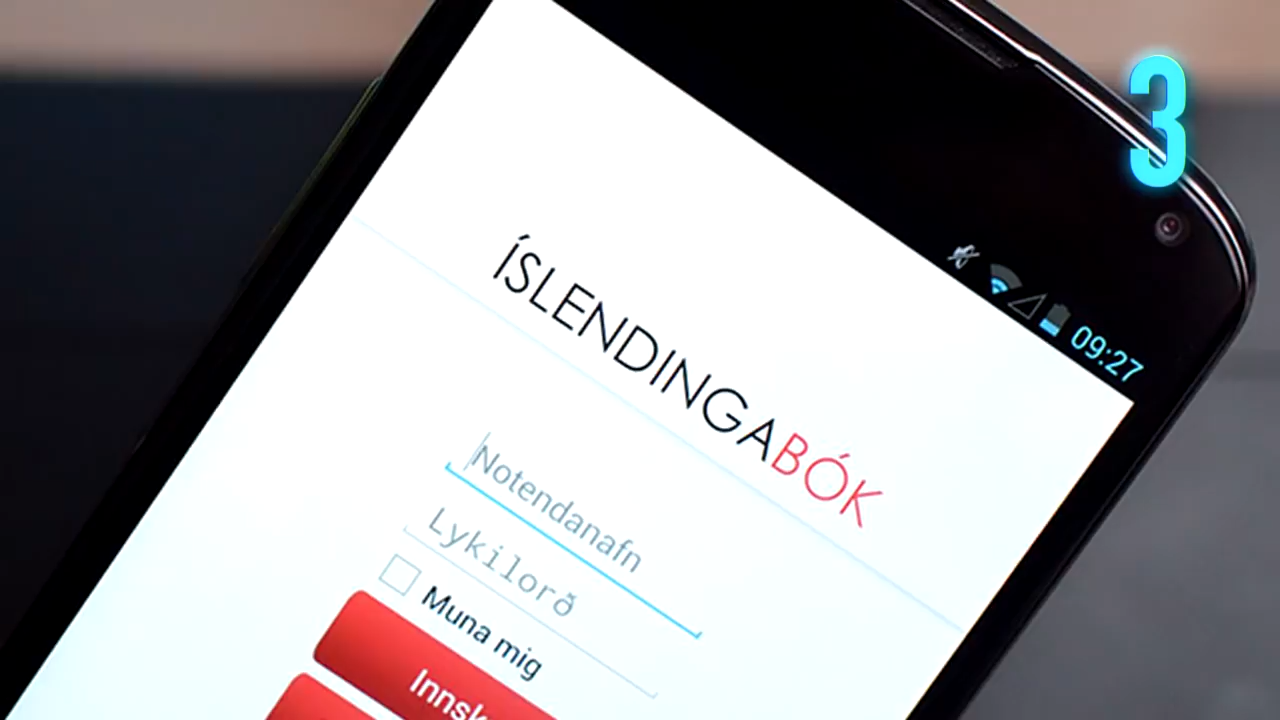 3
09:27
ÍSLENDINGABÓK
Notendanafn
Lykilorð
Muna mig